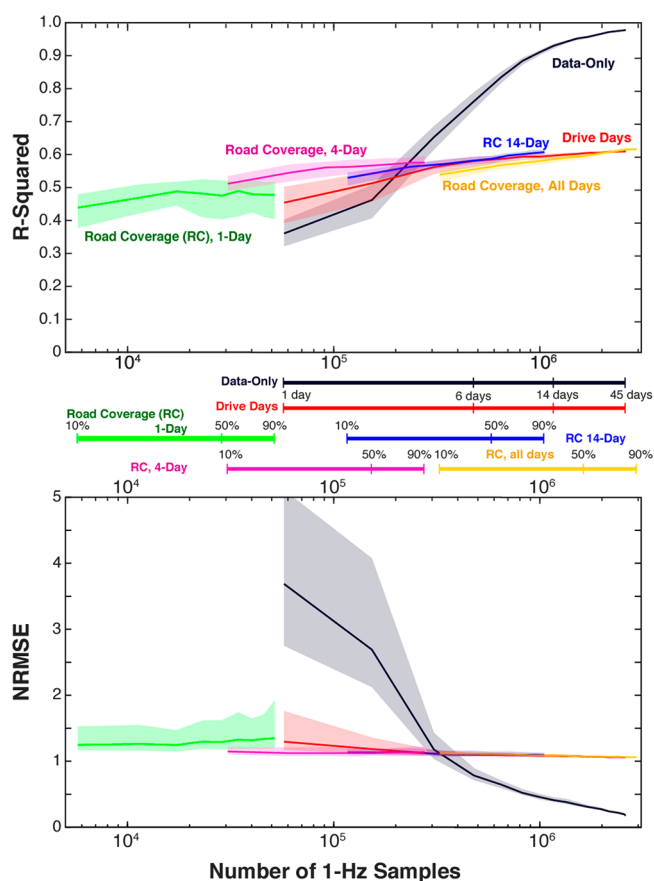 1.0
0.9
0.8
0.7
0.6
0.5
0.4
0.3
0.2
0.1
0
R-Squared
Data-Only
Road Coverage, 4-Day
RC 14-Day
Drive Days
Road Coverage, All Days
Road Coverage (RC), 1-Day
10^4 10^5 10^6
Data-Only
1 day 6 days 14 days 45 days
Drive Days
Road Coverage (RC)
1-Day
10% 50% 90%
10% 50% 90%
RC 14-Day
RC, 4-Day
10% 50% 90%
RC, all days
10% 50% 90%
10^4 10^5 10^6
5
4
3
2
1
0
NRMSE
10^4 10^5 10^6
Number of 1-Hz Samples